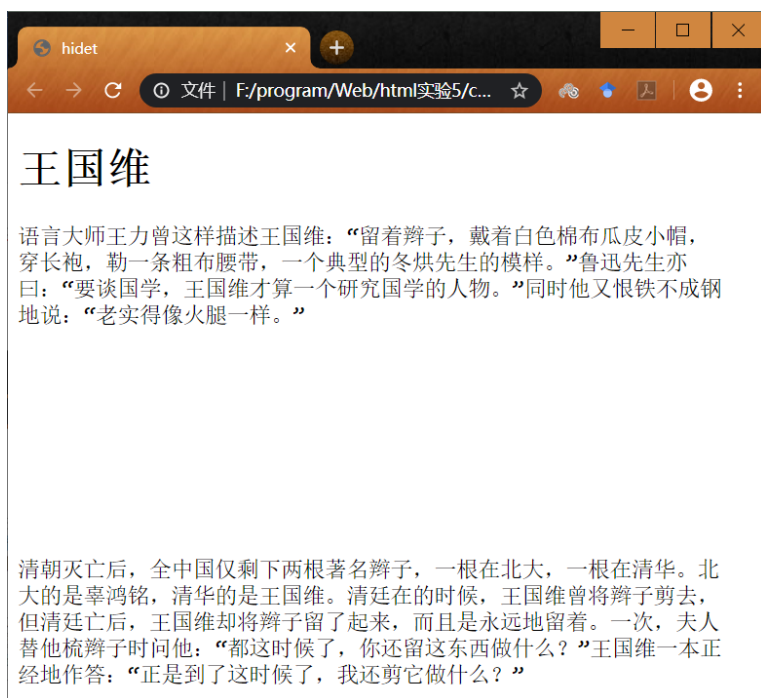 hidet
文件 | F:/program/Web/html实验5/c...
王国维
语言大师王力曾这样描述王国维：“留着辫子，戴着白色棉布瓜皮小帽，
穿长袍，勒一条粗布腰带，一个典型的冬烘先生的模样。”鲁迅先生亦
曰：“要谈国学，王国维才算一个研究国学的人物。”同时他又恨铁不成钢
地说：“老实得像火腿一样。”
清朝灭亡后，全中国仅剩下两根著名辫子，一根在北大，一根在清华。北
大的是辜鸿铭，清华的是王国维。清廷在的时候，王国维曾将辫子剪去，
但清廷亡后，王国维却将辫子留了起来，而且是永远地留着。一次，夫人
替他梳辫子时问他：“都这时候了，你还留这东西做什么？”王国维一本正
经地作答：“正是到了这时候了，我还剪它做什么？”